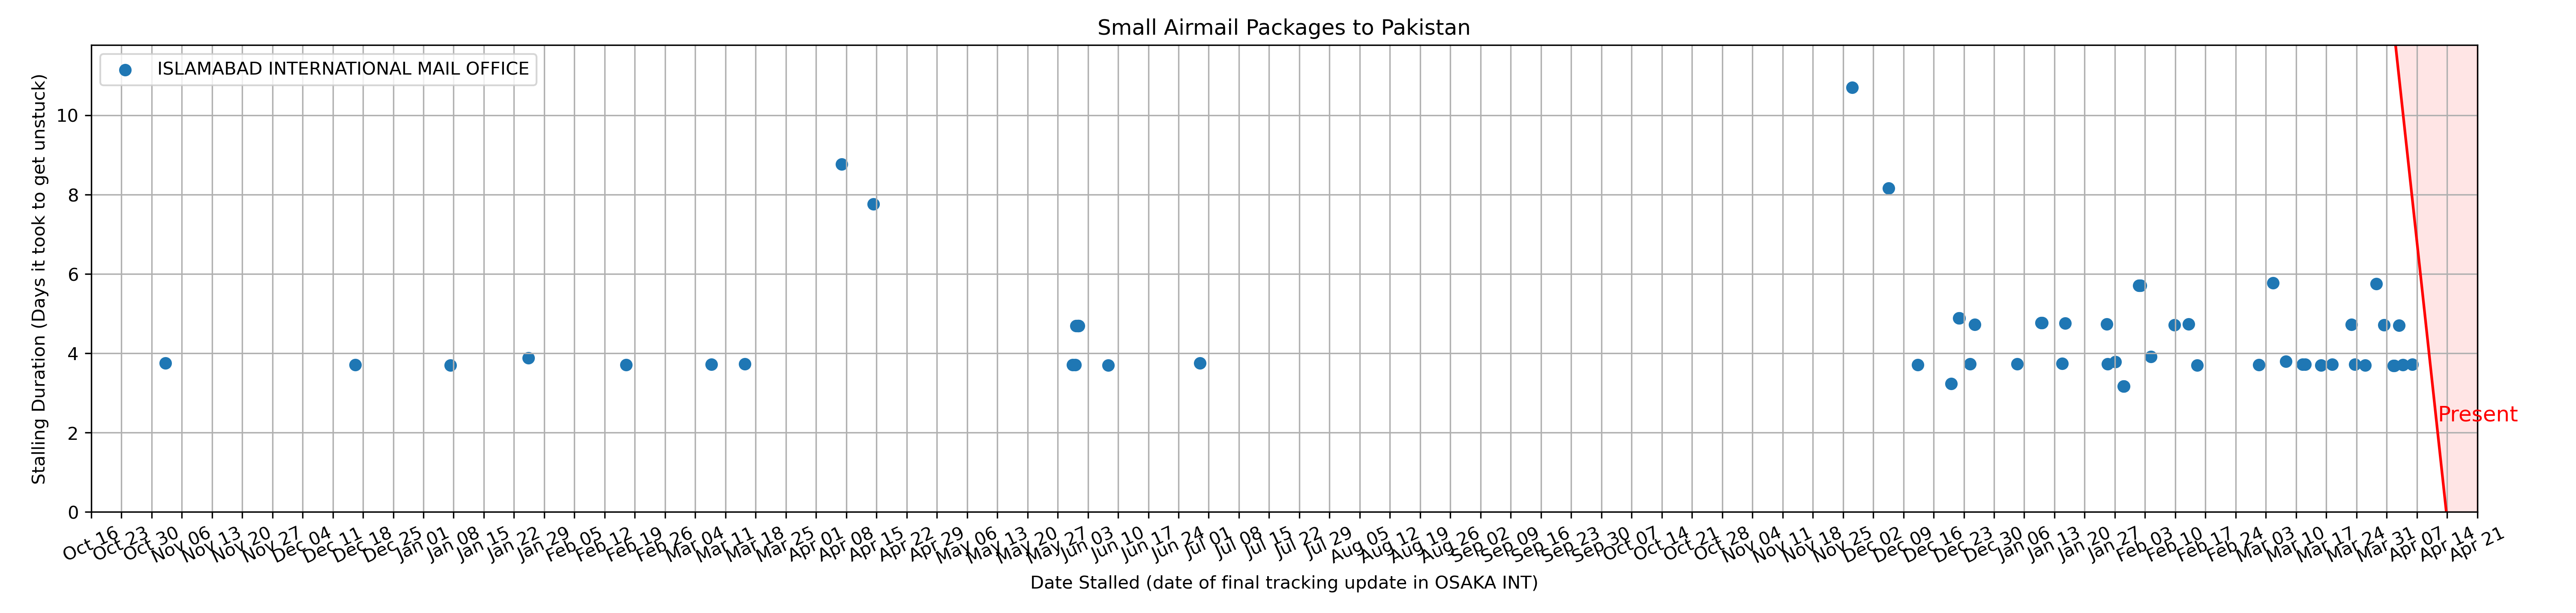 Small Airmail Packages to Pakistan
ISLAMABAD INTERNATIONAL MAIL OFFICE
Stalling Duration (Days it took to get unstuck)
10
8
6
4
2
0
Present
Oct 16 Oct 23 Oct 30 Nov 06 Nov 13 Nov 20 Nov 27 Dec 04 Dec 11 Dec 18 Dec 25 Jan 01 Jan 08 Jan 15 Jan 22 Jan 29 Feb 05 Feb 12 Feb 19 Feb 26 Mar 04 Mar 11 Mar 18 Mar 25 Apr 01 Apr 08 Apr 15 Apr 22 Apr 29 May 06 May 13 May 20 May 27 Jun 03 Jun 10 Jun 17 Jun 24 Jul 01 Jul 08 Jul 15 Jul 22 Jul 29 Aug 05 Aug 12 Aug 19 Aug 26 Sep 02 Sep 09 Sep 16 Sep 23 Sep 30 Oct 07 Oct 14 Oct 21 Oct 28 Nov 04 Nov 11 Nov 18 Nov 25 Dec 02 Dec 09 Dec 16 Dec 23 Dec 30 Jan 06 Jan 13 Jan 20 Jan 27 Feb 03 Feb 10 Feb 17 Feb 24 Mar 03 Mar 10 Mar 17 Mar 24 Mar 31 Apr 07 Apr 14 Apr 21
Date Stalled (date of final tracking update in OSAKA INT)